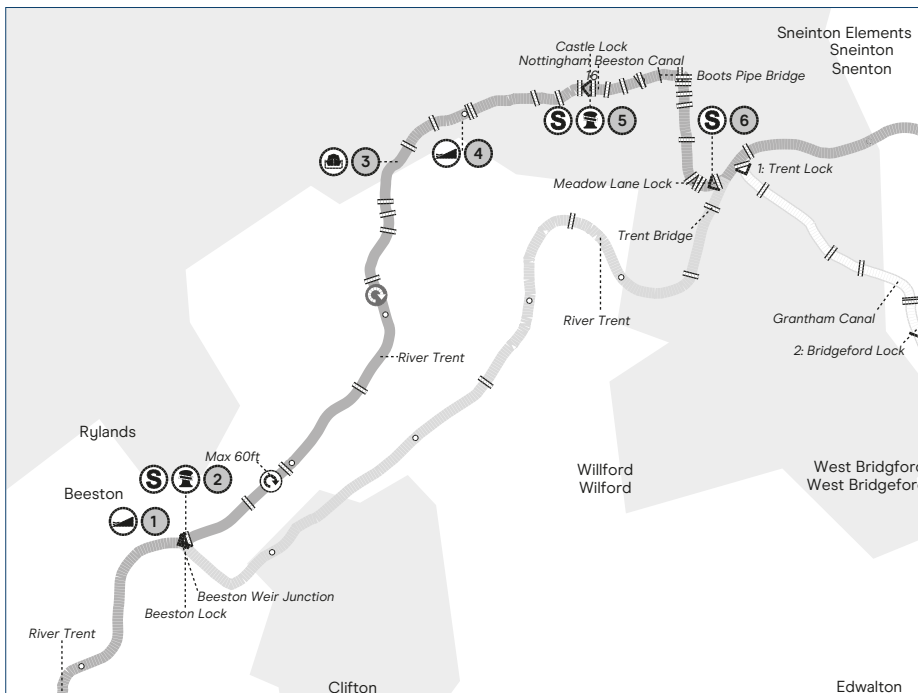 Sneinton Elements
Sneinton
Snenton
Castle Lock
Nottingham Beeston Canal
16
Boots Pipe Bridge
S
5
S
6
3
4
1: Trent Lock
Meadow Lane Lock
Trent Bridge
River Trent
Grantham Canal
2: Bridgeford Lock
River Trent
Rylands
Max 60ft
S
2
Willford
Wilford
West Bridgford
West Bridgeford
Beeston
1
Beeston Weir Junction
Beeston Lock
River Trent
Clifton
Edwalton